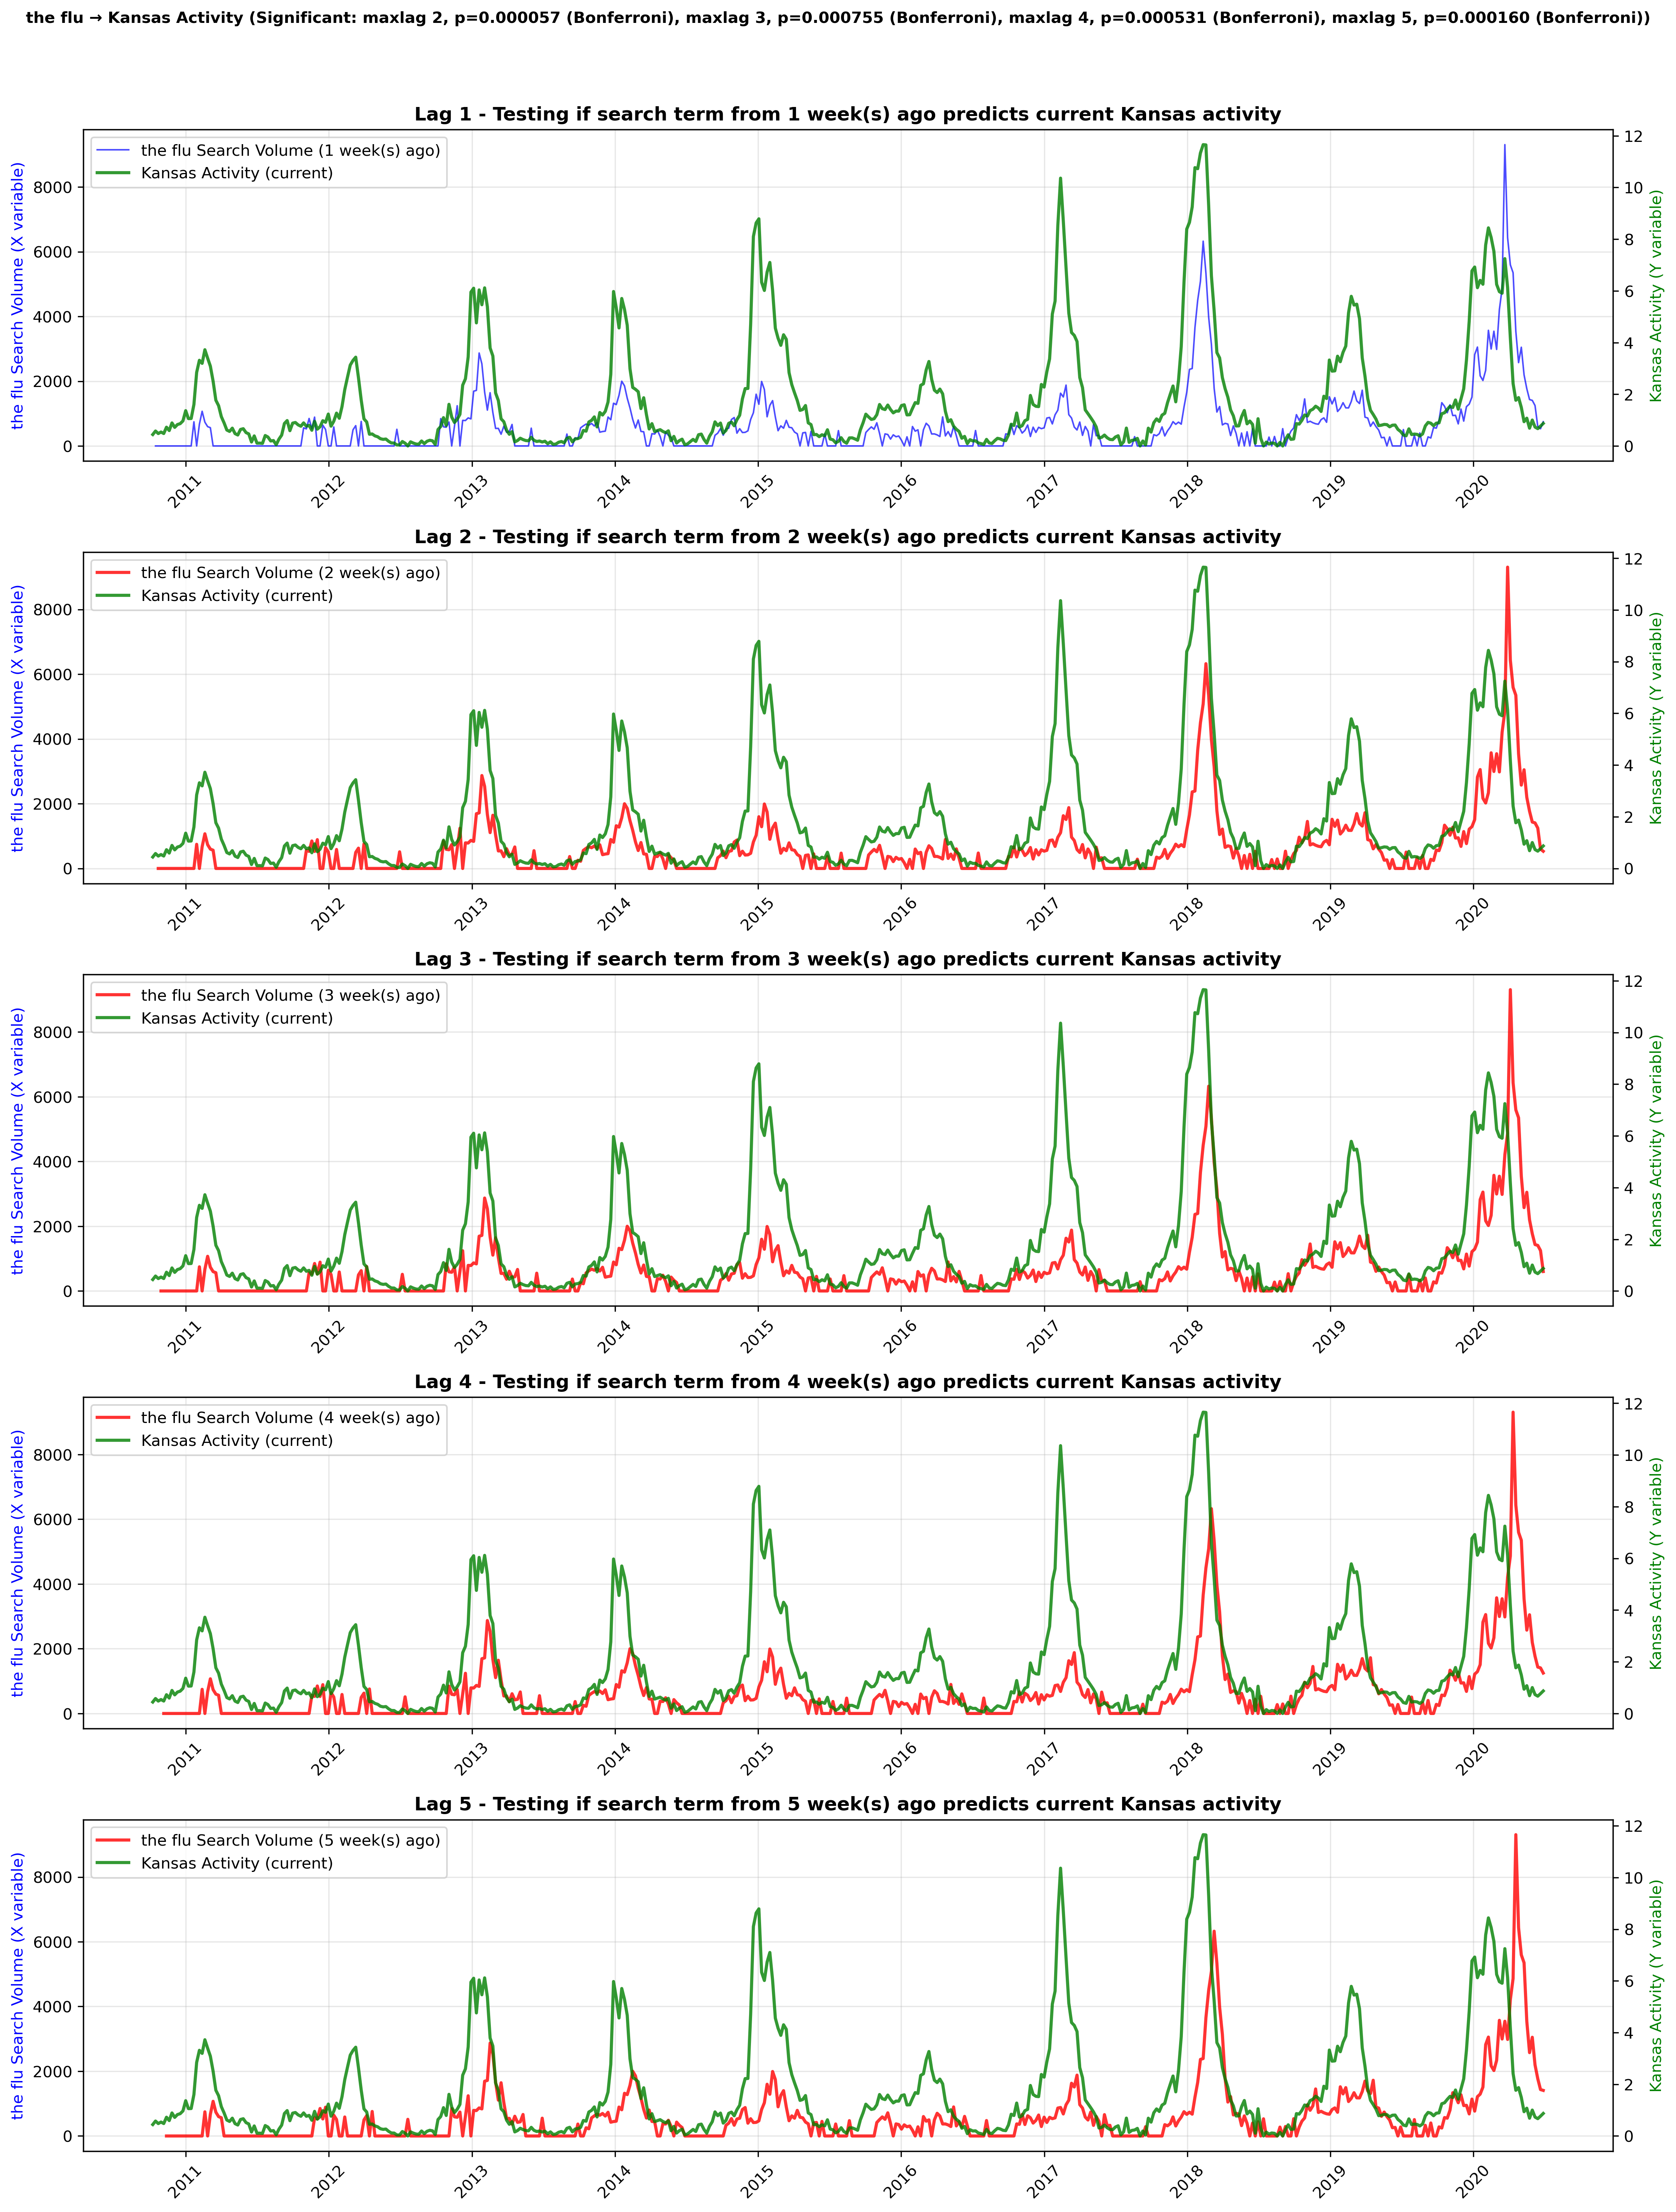 the flu → Kansas Activity (Significant: maxlag 2, p=0.000057 (Bonferroni), maxlag 3, p=0.000755 (Bonferroni), maxlag 4, p=0.000531 (Bonferroni), maxlag 5, p=0.000160 (Bonferroni))
Lag 1 - Testing if search term from 1 week(s) ago predicts current Kansas activity
the flu Search Volume (1 week(s) ago)
Kansas Activity (current)
the flu Search Volume (X variable)
8000
6000
4000
2000
0
12
10
8
6
4
2
0
Kansas Activity (Y variable)
2011 2012 2013 2014 2015 2016 2017 2018 2019 2020
Lag 2 - Testing if search term from 2 week(s) ago predicts current Kansas activity
the flu Search Volume (2 week(s) ago)
Kansas Activity (current)
the flu Search Volume (X variable)
8000
6000
4000
2000
0
12
10
8
6
4
2
0
Kansas Activity (Y variable)
2011 2012 2013 2014 2015 2016 2017 2018 2019 2020
Lag 3 - Testing if search term from 3 week(s) ago predicts current Kansas activity
the flu Search Volume (3 week(s) ago)
Kansas Activity (current)
the flu Search Volume (X variable)
8000
6000
4000
2000
0
12
10
8
6
4
2
0
Kansas Activity (Y variable)
2011 2012 2013 2014 2015 2016 2017 2018 2019 2020
Lag 4 - Testing if search term from 4 week(s) ago predicts current Kansas activity
the flu Search Volume (4 week(s) ago)
Kansas Activity (current)
the flu Search Volume (X variable)
8000
6000
4000
2000
0
12
10
8
6
4
2
0
Kansas Activity (Y variable)
2011 2012 2013 2014 2015 2016 2017 2018 2019 2020
Lag 5 - Testing if search term from 5 week(s) ago predicts current Kansas activity
the flu Search Volume (5 week(s) ago)
Kansas Activity (current)
the flu Search Volume (X variable)
8000
6000
4000
2000
0
12
10
8
6
4
2
0
Kansas Activity (Y variable)
2011 2012 2013 2014 2015 2016 2017 2018 2019 2020